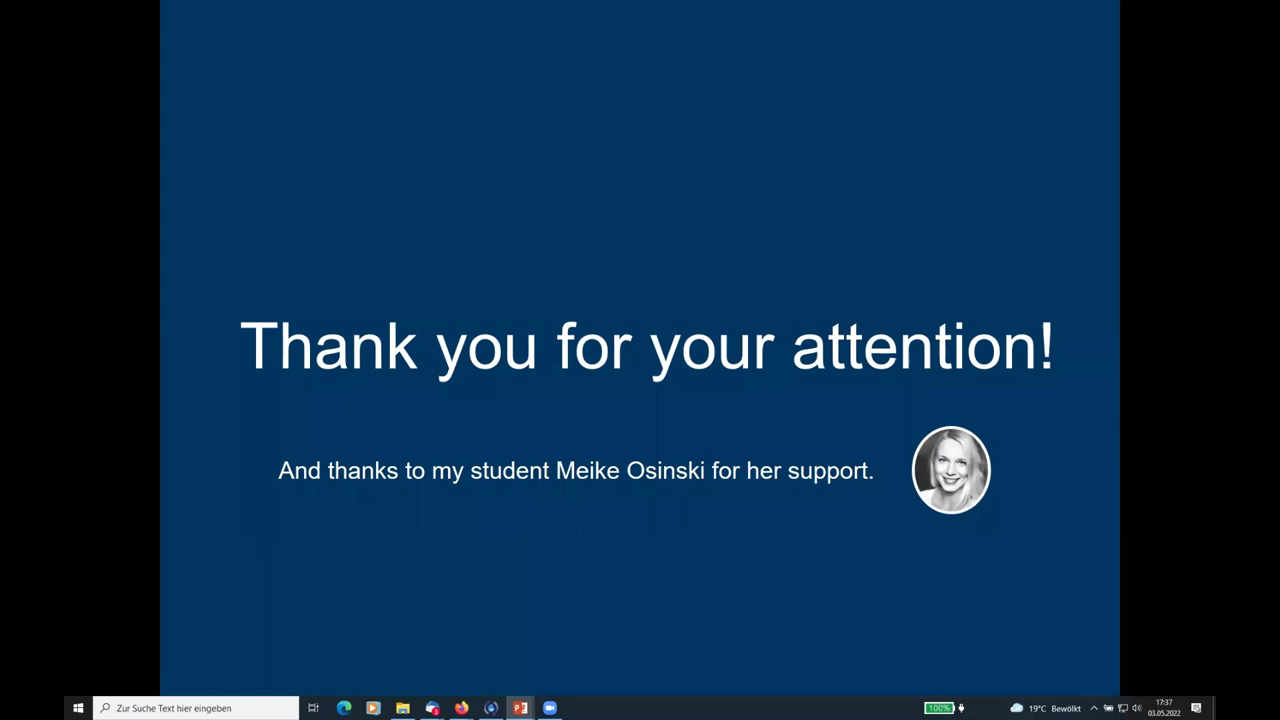 Thank you for your attention!
And thanks to my student Meike Osinski for her support.
Zur Suche Text hier eingeben
100%
19°C Bewölkt
17:37
03.05.2022